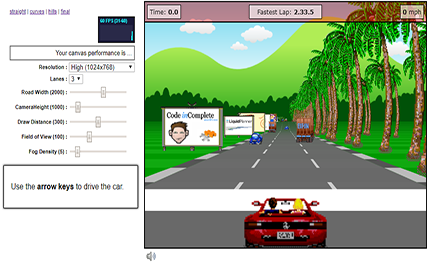 straight | curves | hills | final
60 FPS (31-60)
Your canvas performance is ...
Resolution : High (1024x768)
Lanes : 3
Road Width (2000) :
CameraHeight (1000) :
Draw Distance (300) :
Field of View (100) :
Fog Density (5) :
Use the arrow keys to drive the car.
Time: 0.0
Fastest Lap: 2.33.5
0 mph
Code inComplete
LiquidPlanner